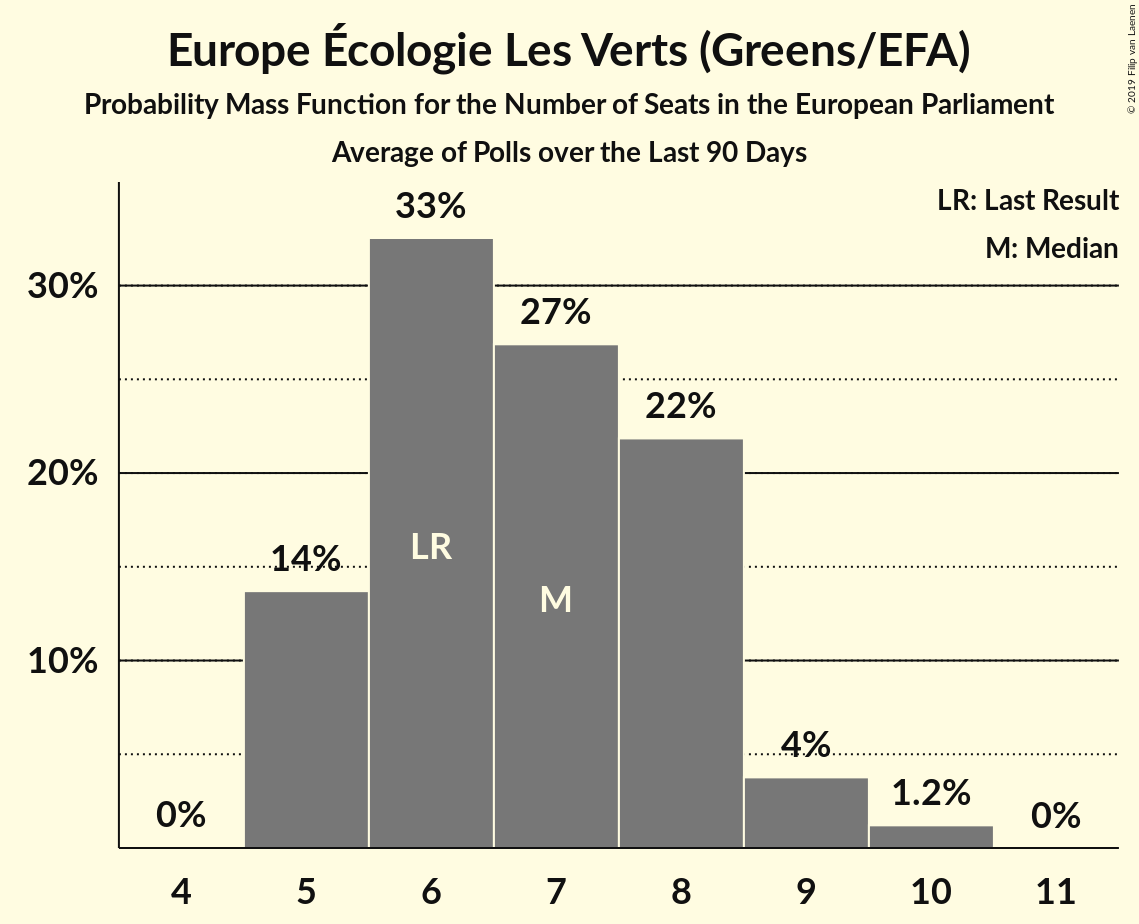 Europe Écologie Les Verts (Greens/EFA)
Probability Mass Function for the Number of Seats in the European Parliament
Average of Polls over the Last 90 Days
© 2019 Filip van Laenen
LR: Last Result
M: Median
33%
30%
27%
22%
20%
14%
LR
M
10%
4%
1.2%
0%
0%
4 5 6 7 8 9 10 11